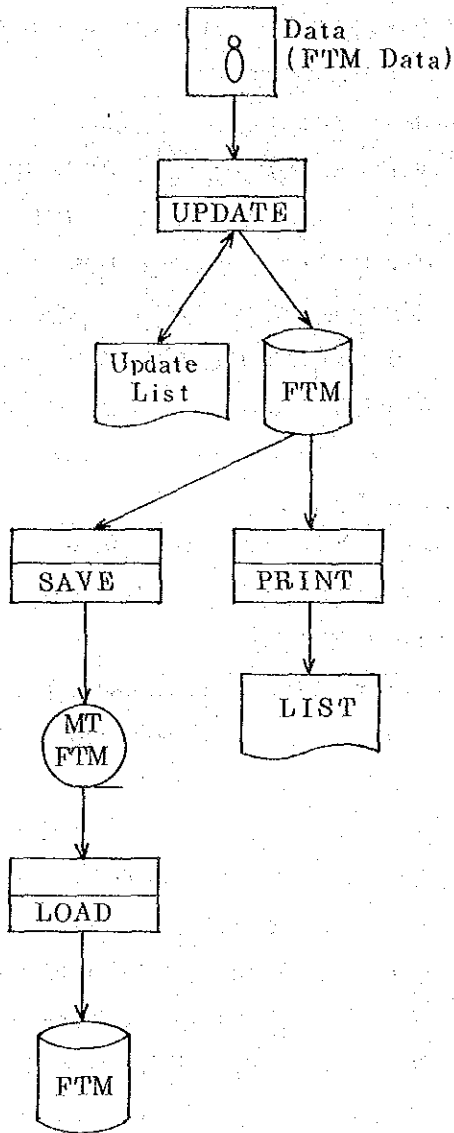 Data
(FTM Data)
UPDATE
Update
List
FTM
SAVE
PRINT
MT
FTM
LIST
LOAD
FTM